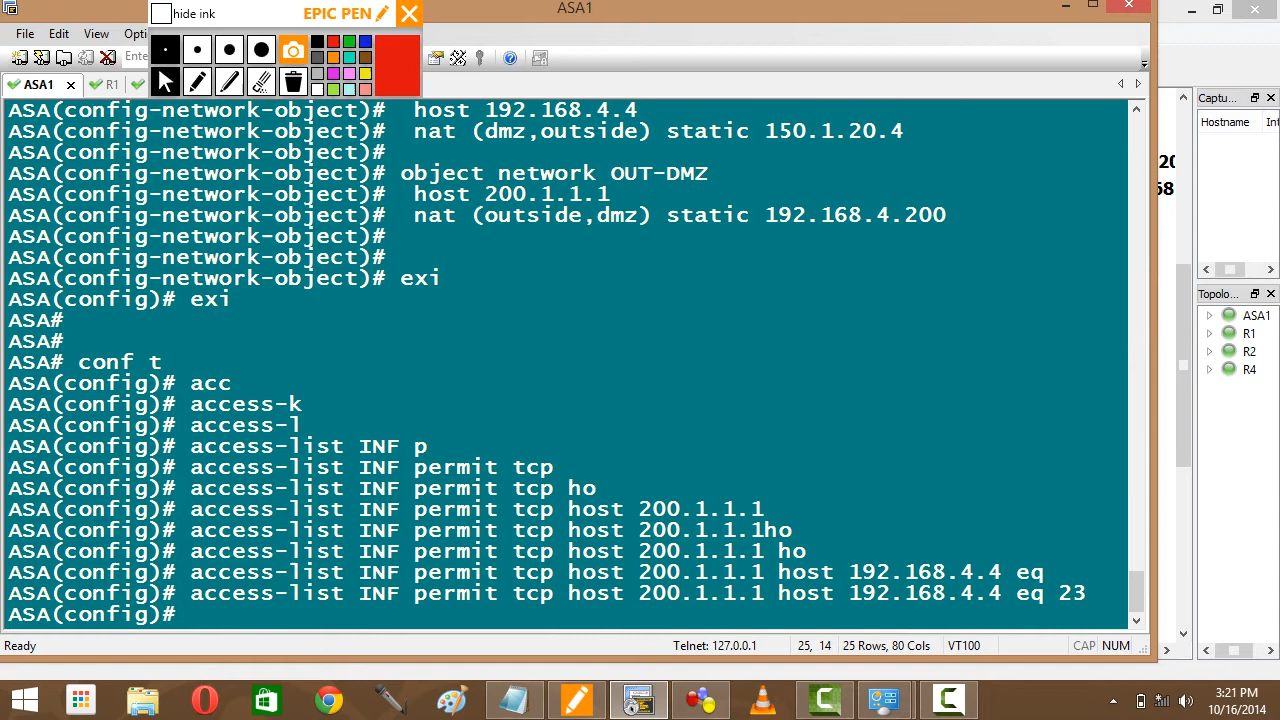 ASA1
hide ink
EPIC PEN
File Edit View Opti
Enter
ASA1
R1
ASA(config-network-object)#  host 192.168.4.4
ASA(config-network-object)#  nat (dmz,outside) static 150.1.20.4
ASA(config-network-object)#
ASA(config-network-object)# object network OUT-DMZ
ASA(config-network-object)#  host 200.1.1.1
ASA(config-network-object)#  nat (outside,dmz) static 192.168.4.200
ASA(config-network-object)#
ASA(config-network-object)#
ASA(config-network-object)# exi
ASA(config)# exi
ASA#
ASA#
ASA# conf t
ASA(config)# acc
ASA(config)# access-k
ASA(config)# access-l
ASA(config)# access-list INF p
ASA(config)# access-list INF permit tcp
ASA(config)# access-list INF permit tcp ho
ASA(config)# access-list INF permit tcp host 200.1.1.1
ASA(config)# access-list INF permit tcp host 200.1.1.1ho
ASA(config)# access-list INF permit tcp host 200.1.1.1 ho
ASA(config)# access-list INF permit tcp host 200.1.1.1 host 192.168.4.4 eq
ASA(config)# access-list INF permit tcp host 200.1.1.1 host 192.168.4.4 eq 23
ASA(config)#
Ready
Telnet: 127.0.0.1
25, 14
25 Rows, 80 Cols
VT100
CAP NUM
Captu...
Hostname Int
20
68
Topolo...
ASA1
R1
R2
R4
3:21 PM
10/16/2014